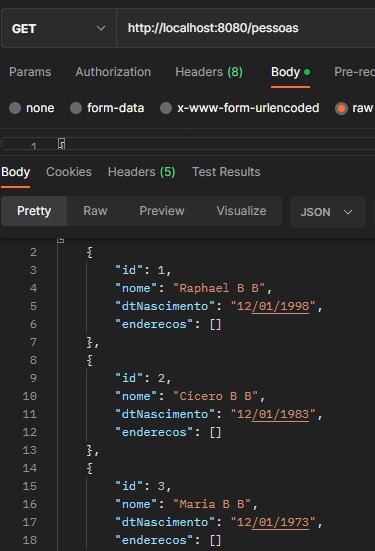 GET http://localhost:8080/pessoas
Params Authorization Headers (8) Body Pre-req
none form-data x-www-form-urlencoded raw
1 {
Body Cookies Headers (5) Test Results
Pretty Raw Preview Visualize JSON
2 {
3 "id": 1,
4 "nome": "Raphael B B",
5 "dtNascimento": "12/01/1998",
6 "enderecos": []
7 },
8 {
9 "id": 2,
10 "nome": "Cicero B B",
11 "dtNascimento": "12/01/1983",
12 "enderecos": []
13 },
14 {
15 "id": 3,
16 "nome": "Maria B B",
17 "dtNascimento": "12/01/1973",
18 "enderecos": []